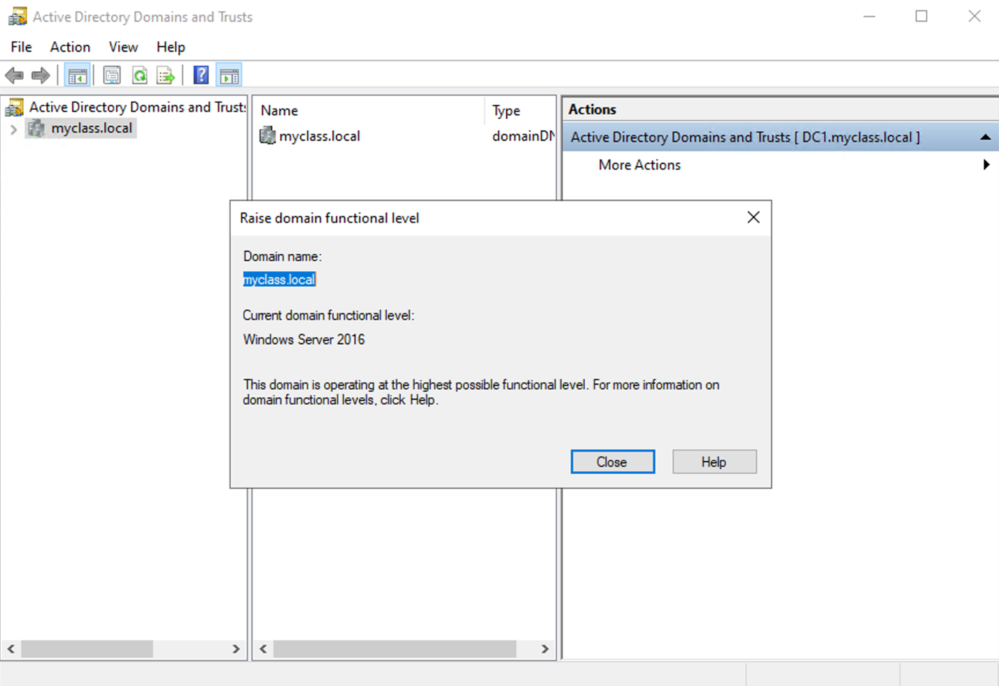 Active Directory Domains and Trusts
File Action View Help
Active Directory Domains and Trusts
myclass.local
Name Type
myclass.local domainDN
Actions
Active Directory Domains and Trusts [ DC1.myclass.local ]
More Actions
Raise domain functional level
Domain name:
myclass.local
Current domain functional level:
Windows Server 2016
This domain is operating at the highest possible functional level. For more information on
domain functional levels, click Help.
Close Help